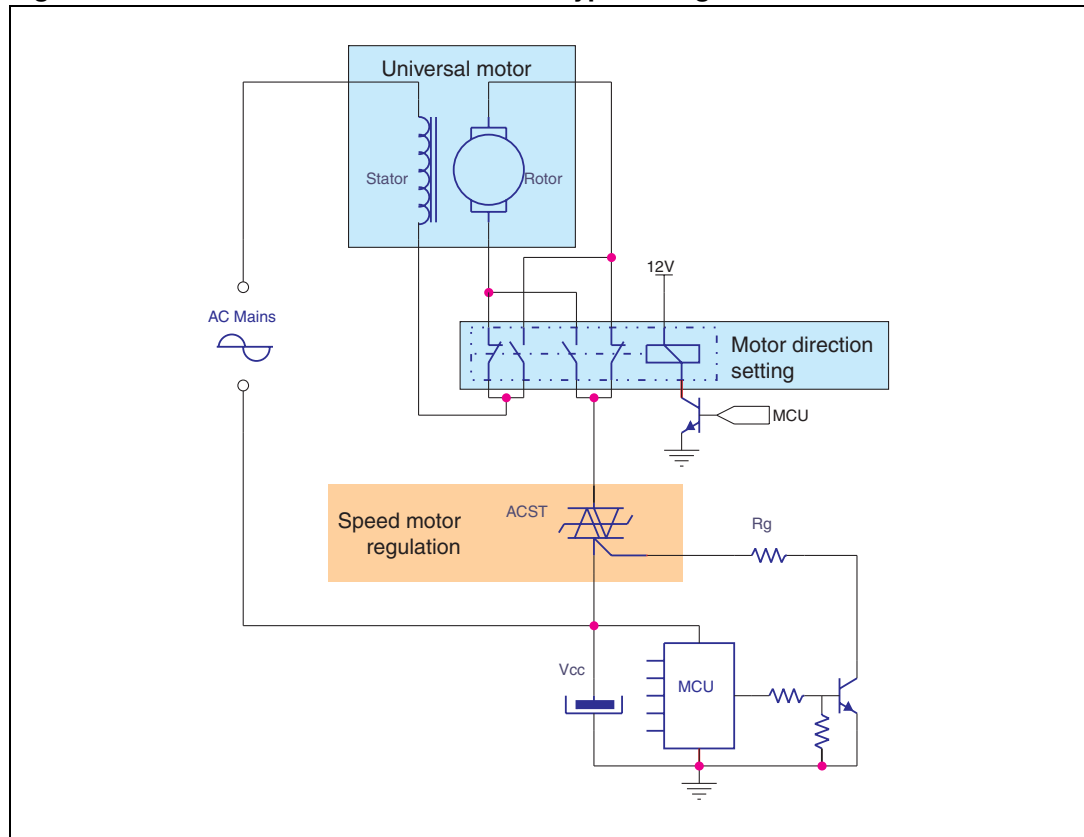 Universal motor
Stator
Rotor
12V
AC Mains
Motor direction
setting
MCU
Speed motor
regulation
ACST
Rg
Vcc
MCU